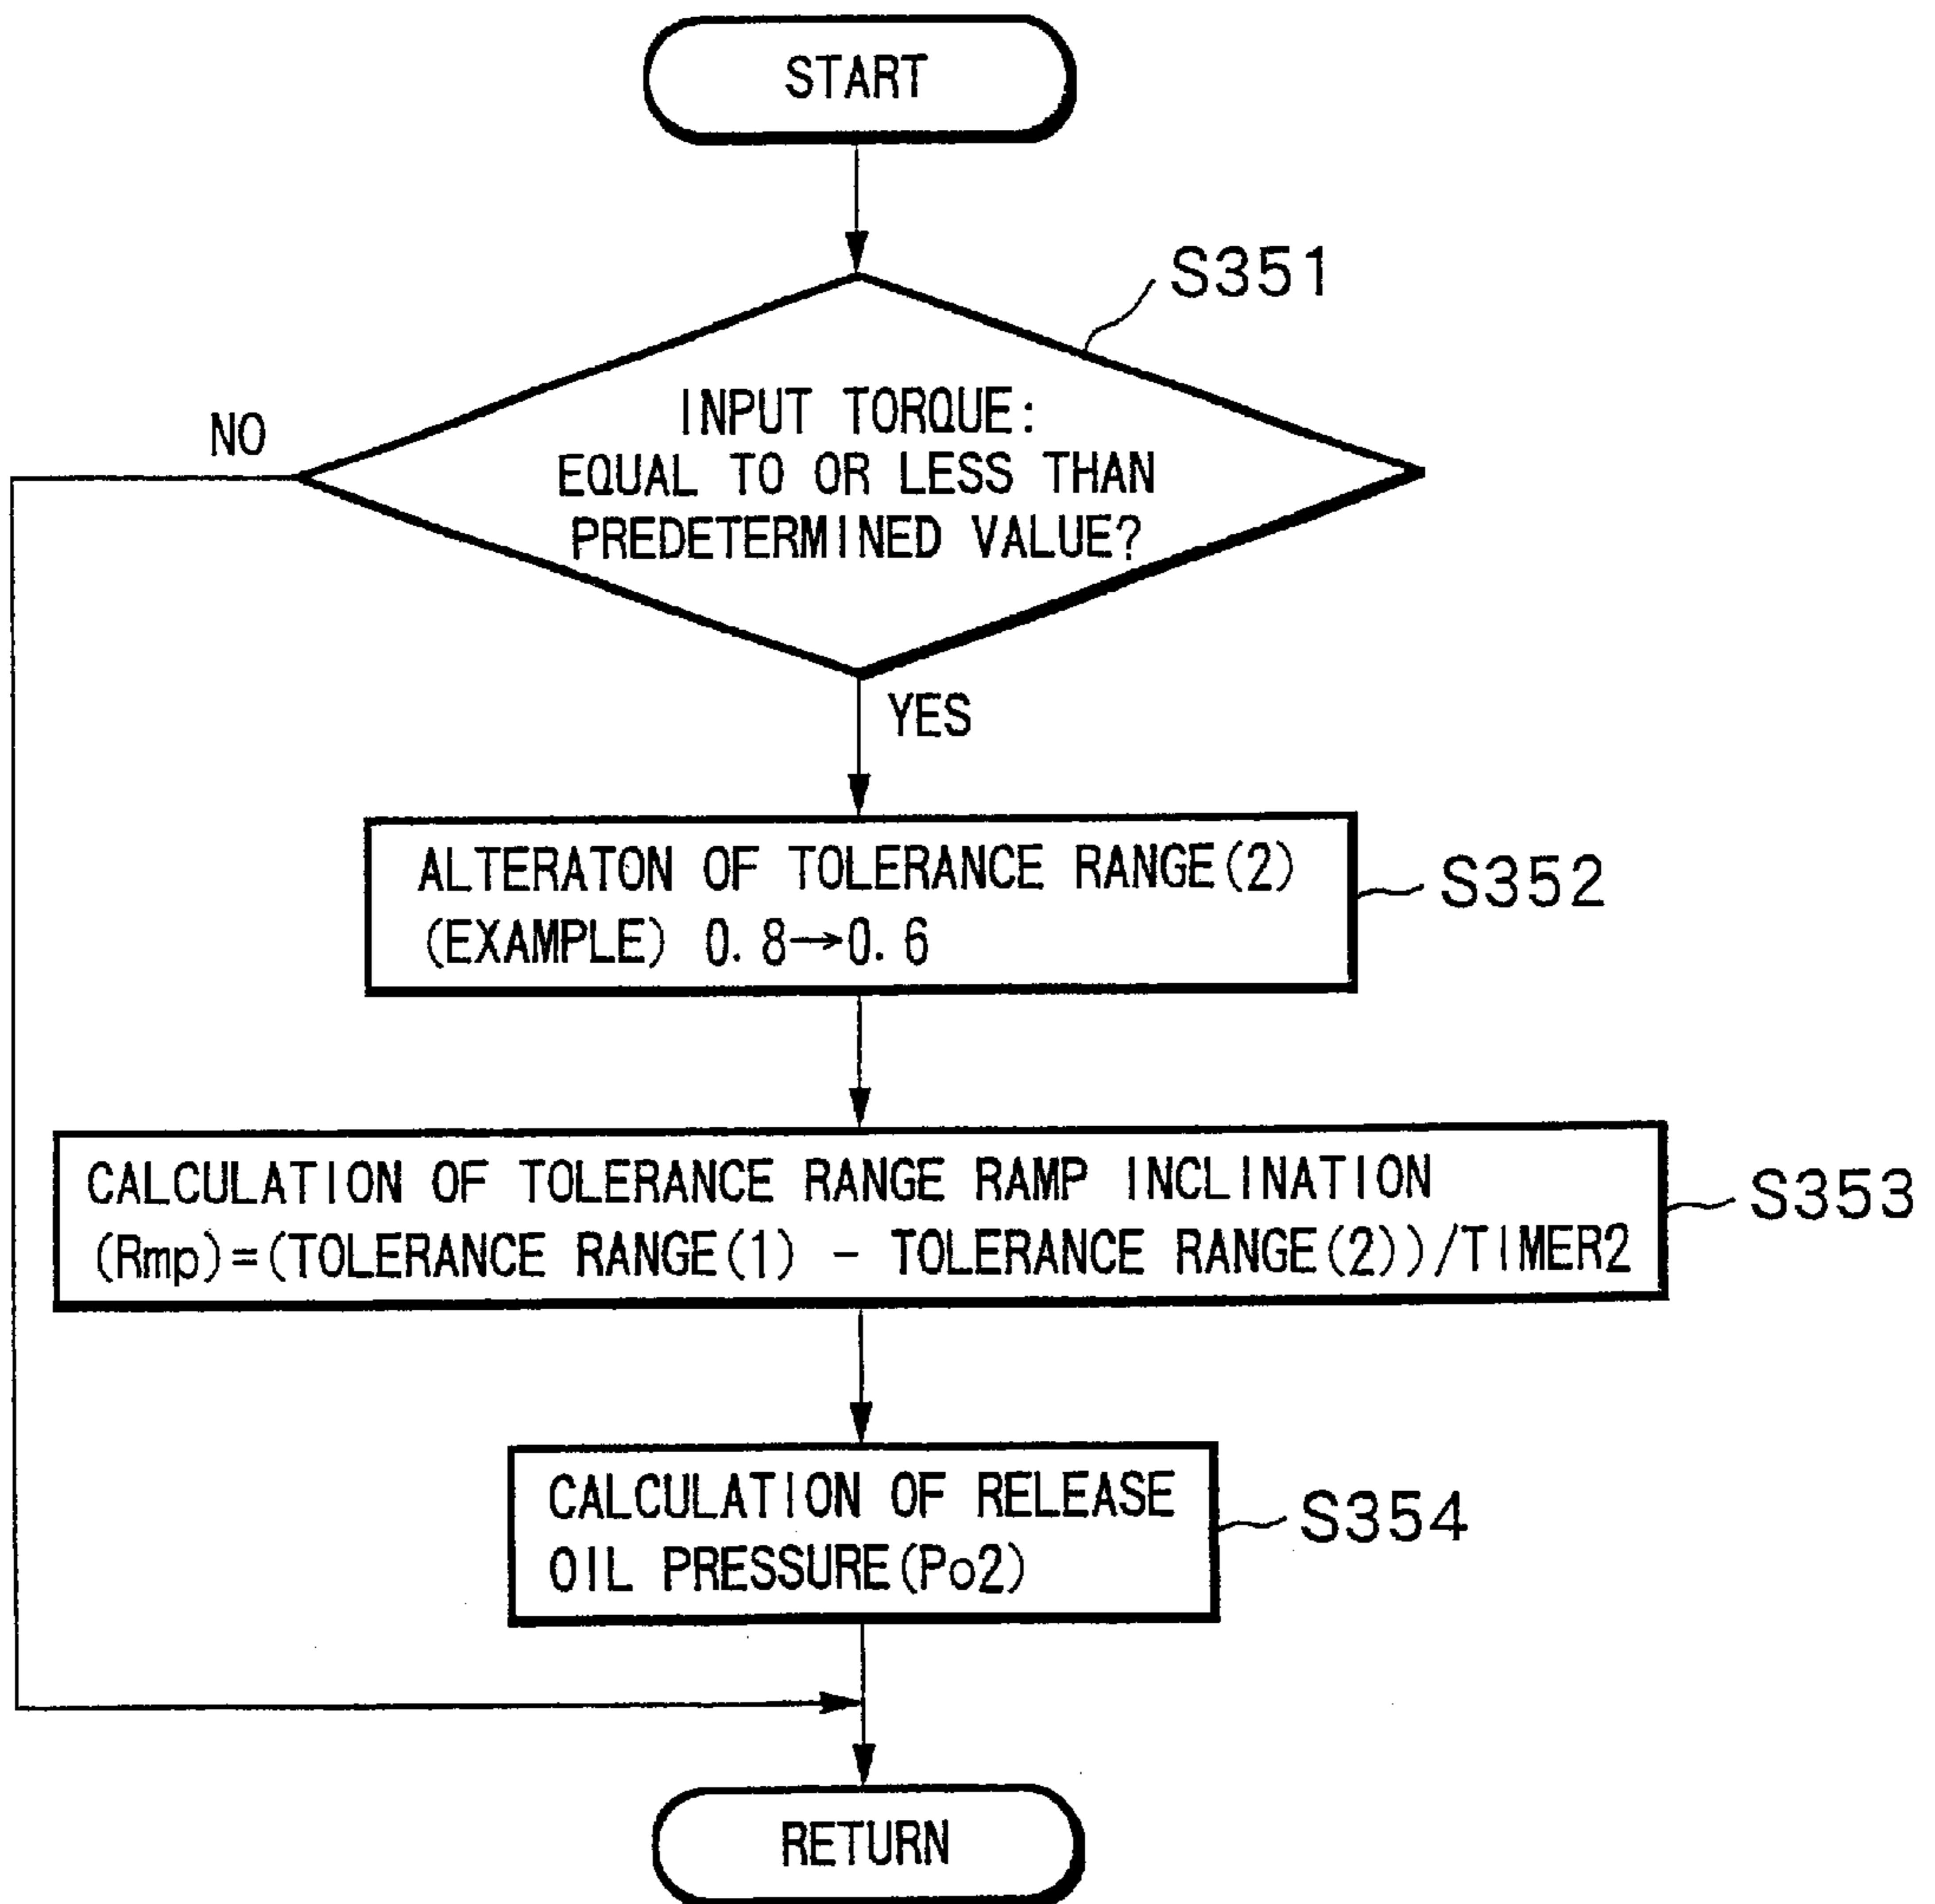 START
S351
INPUT TORQUE:
EQUAL TO OR LESS THAN
PREDETERMINED VALUE?
NO
YES
ALTERATON OF TOLERANCE RANGE(2)
(EXAMPLE) 0.8→0.6
S352
CALCULATION OF TOLERANCE RANGE RAMP INCLINATION
(Rmp)=(TOLERANCE RANGE(1) - TOLERANCE RANGE(2))/TIMER2
S353
CALCULATION OF RELEASE
OIL PRESSURE(Po2)
S354
RETURN